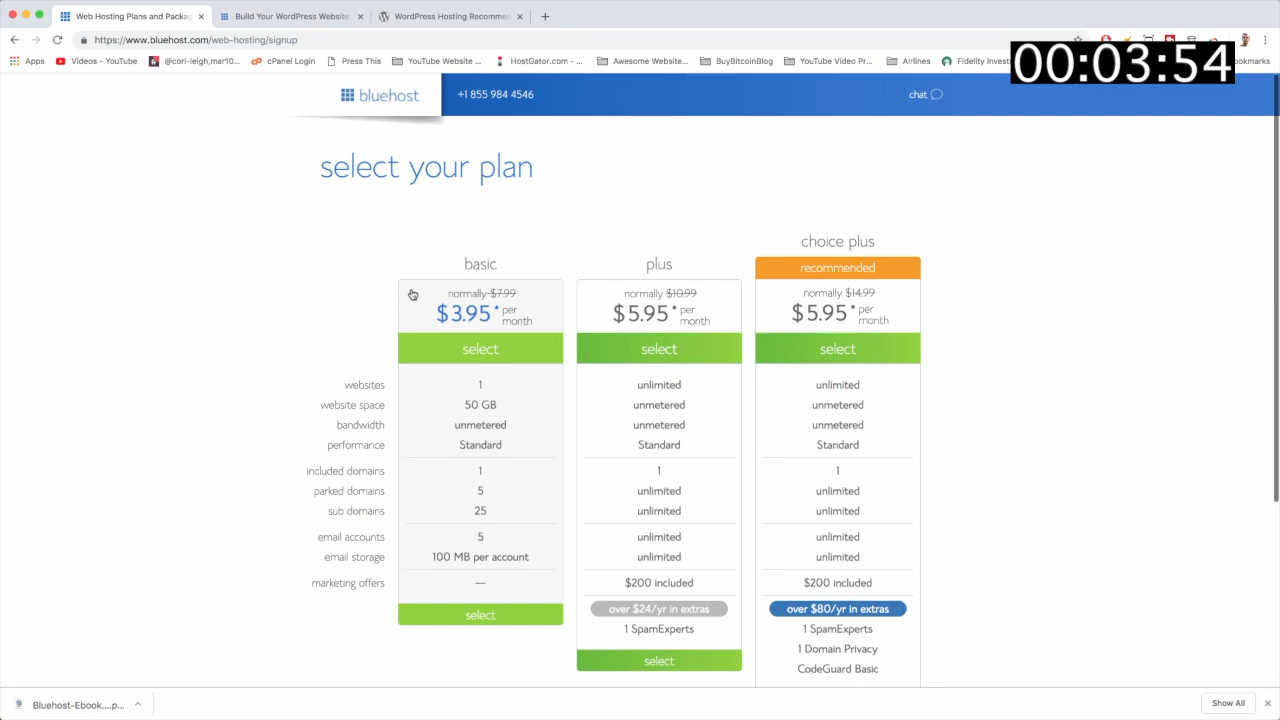 Web Hosting Plans and Packag
Build Your WordPress Website
WordPress Hosting Recomme
https://www.bluehost.com/web-hosting/signup
Apps
Videos - YouTube
@cori-leigh,mar10...
cPanel Login
Press This
YouTube Website ...
HostGator.com - ...
Awesome Website...
BuyBitcoinBlog
YouTube Video Pr...
Airlines
Fidelity Invest
ookmarks
00:03:54
bluehost
+1 855 984 4546
chat
select your plan
choice plus
basic
plus
recommended
normally $7.99
normally $10.99
normally $14.99
$3.95* per month
$5.95* per month
$5.95* per month
select
select
select
websites 1 unlimited unlimited
website space 50 GB unmetered unmetered
bandwidth unmetered unmetered unmetered
performance Standard Standard Standard
included domains 1 1 1
parked domains 5 unlimited unlimited
sub domains 25 unlimited unlimited
email accounts 5 unlimited unlimited
email storage 100 MB per account unlimited unlimited
marketing offers — $200 included $200 included
select
over $24/yr in extras
over $80/yr in extras
1 SpamExperts
1 SpamExperts
1 Domain Privacy
select
CodeGuard Basic
Bluehost-Ebook....p...
Show All